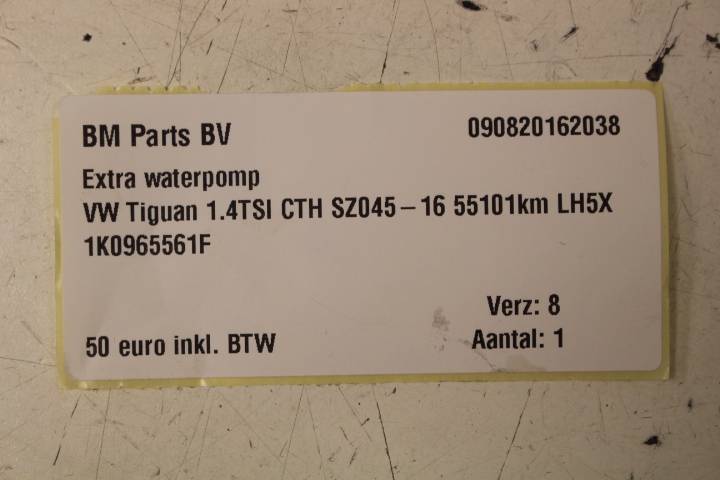 BM Parts BV 090820162038
Extra waterpomp
VW Tiguan 1.4TSI CTH SZ045-16 55101km LH5X
1K0965561F
Verz: 8
50 euro inkl. BTW Aantal: 1